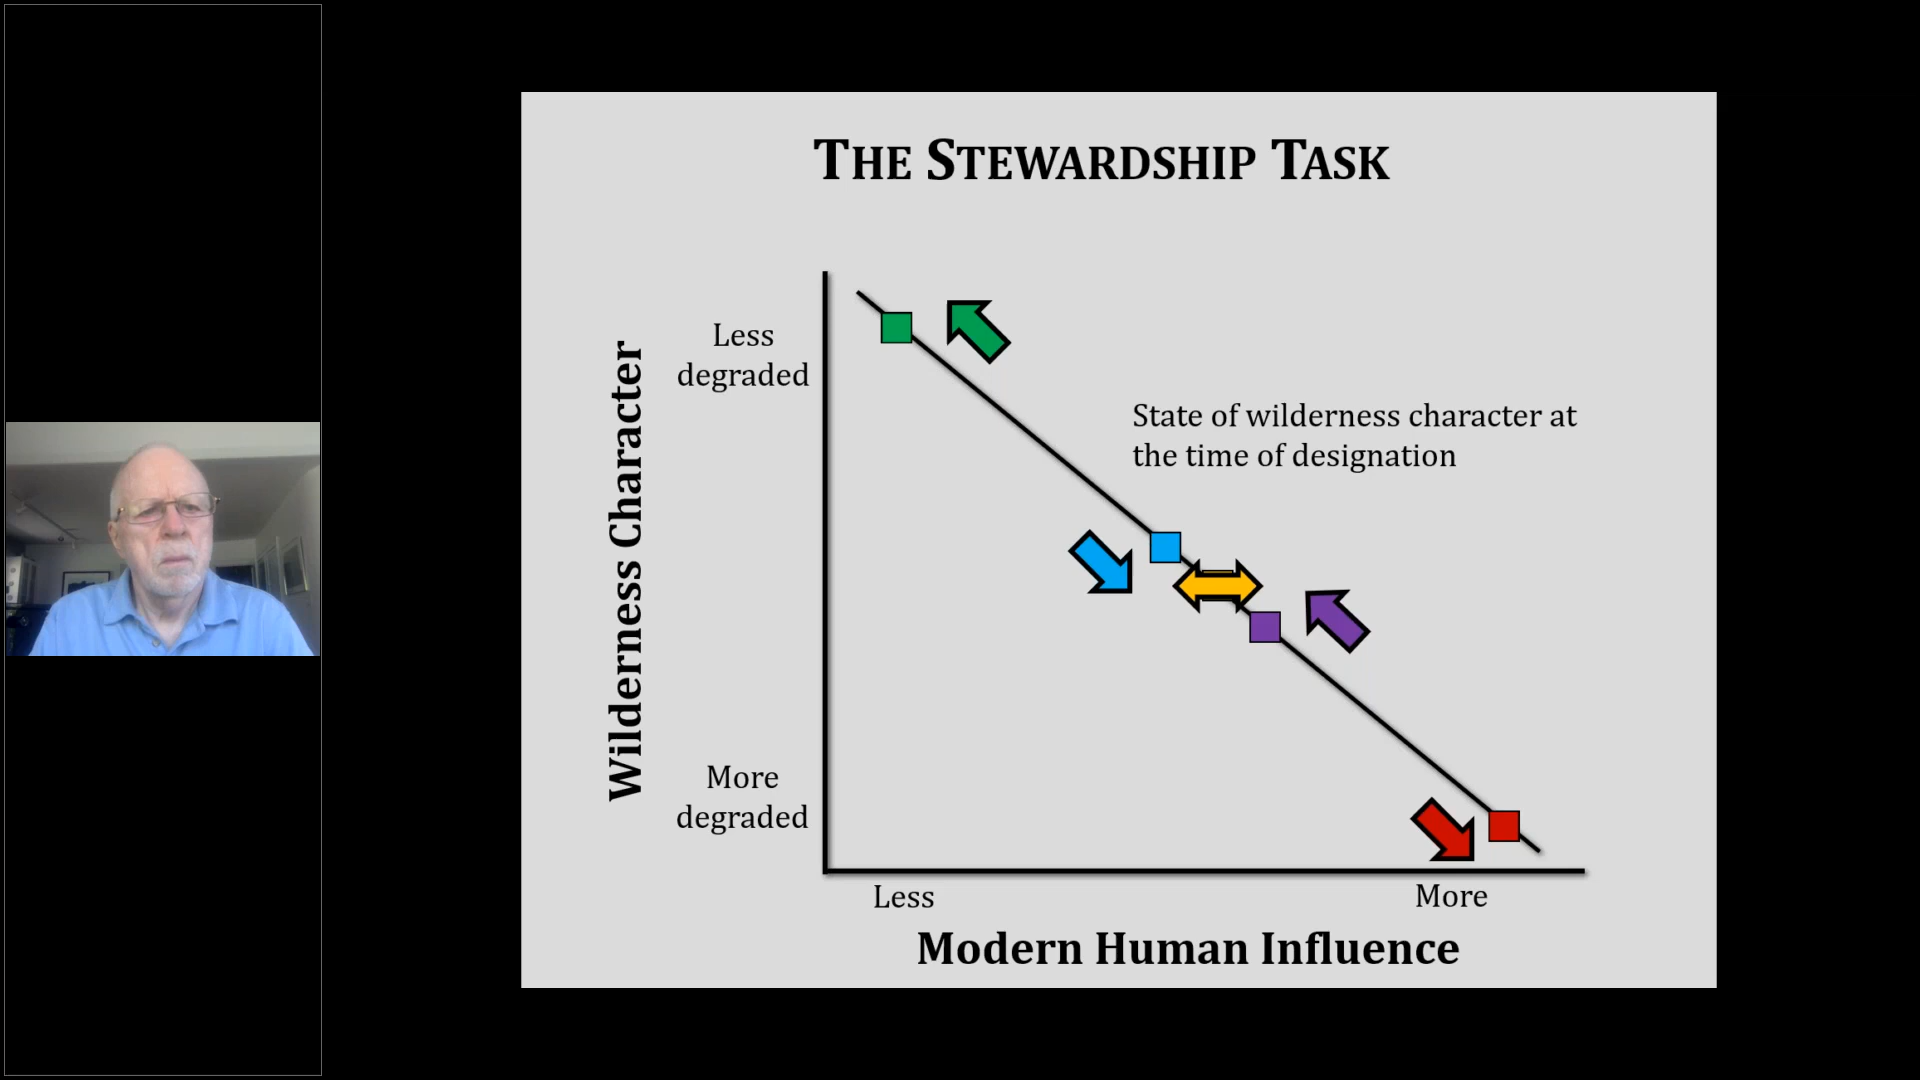 THE STEWARDSHIP TASK
Less
degraded
State of wilderness character at
the time of designation
Wilderness Character
More
degraded
Less
More
Modern Human Influence